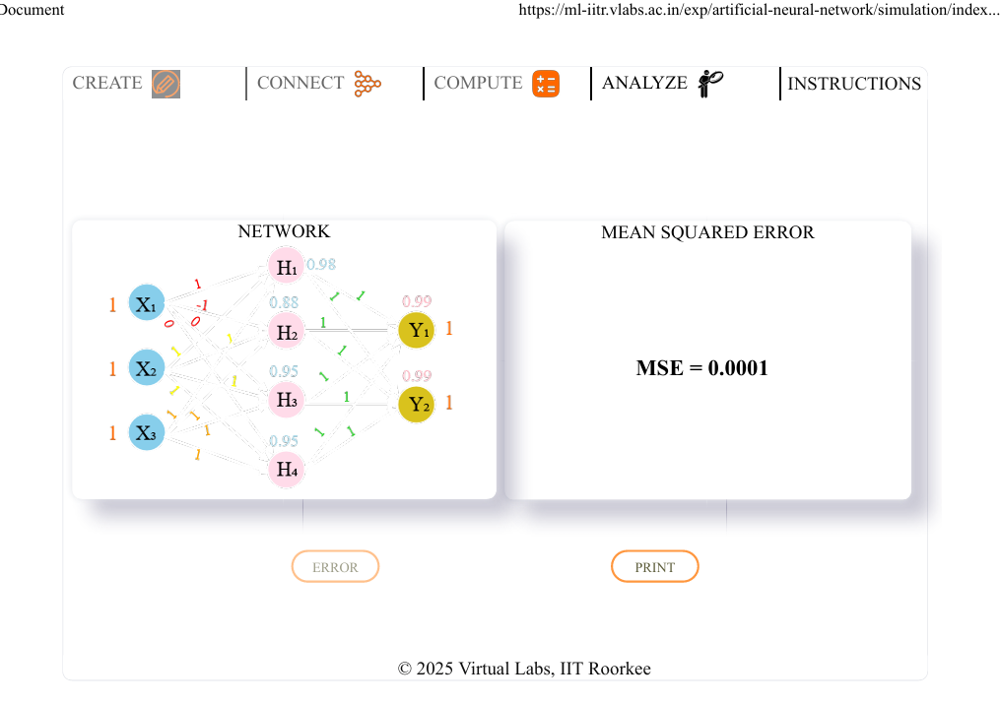 Document https://ml-iitr.vlabs.ac.in/exp/artificial-neural-network/simulation/index...
CREATE CONNECT COMPUTE ANALYZE INSTRUCTIONS
NETWORK
MEAN SQUARED ERROR
H₁ 0.98
1
1 X₁
-1
0 0
0.88
H₂
1 1
1
0.99
Y₁ 1
1
1
1 X₂
1
1
0.95
H₃
1
1
1
0.99
Y₂ 1
1 X₃
1 1
1
1
0.95
H₄
1 1
MSE = 0.0001
ERROR
PRINT
© 2025 Virtual Labs, IIT Roorkee